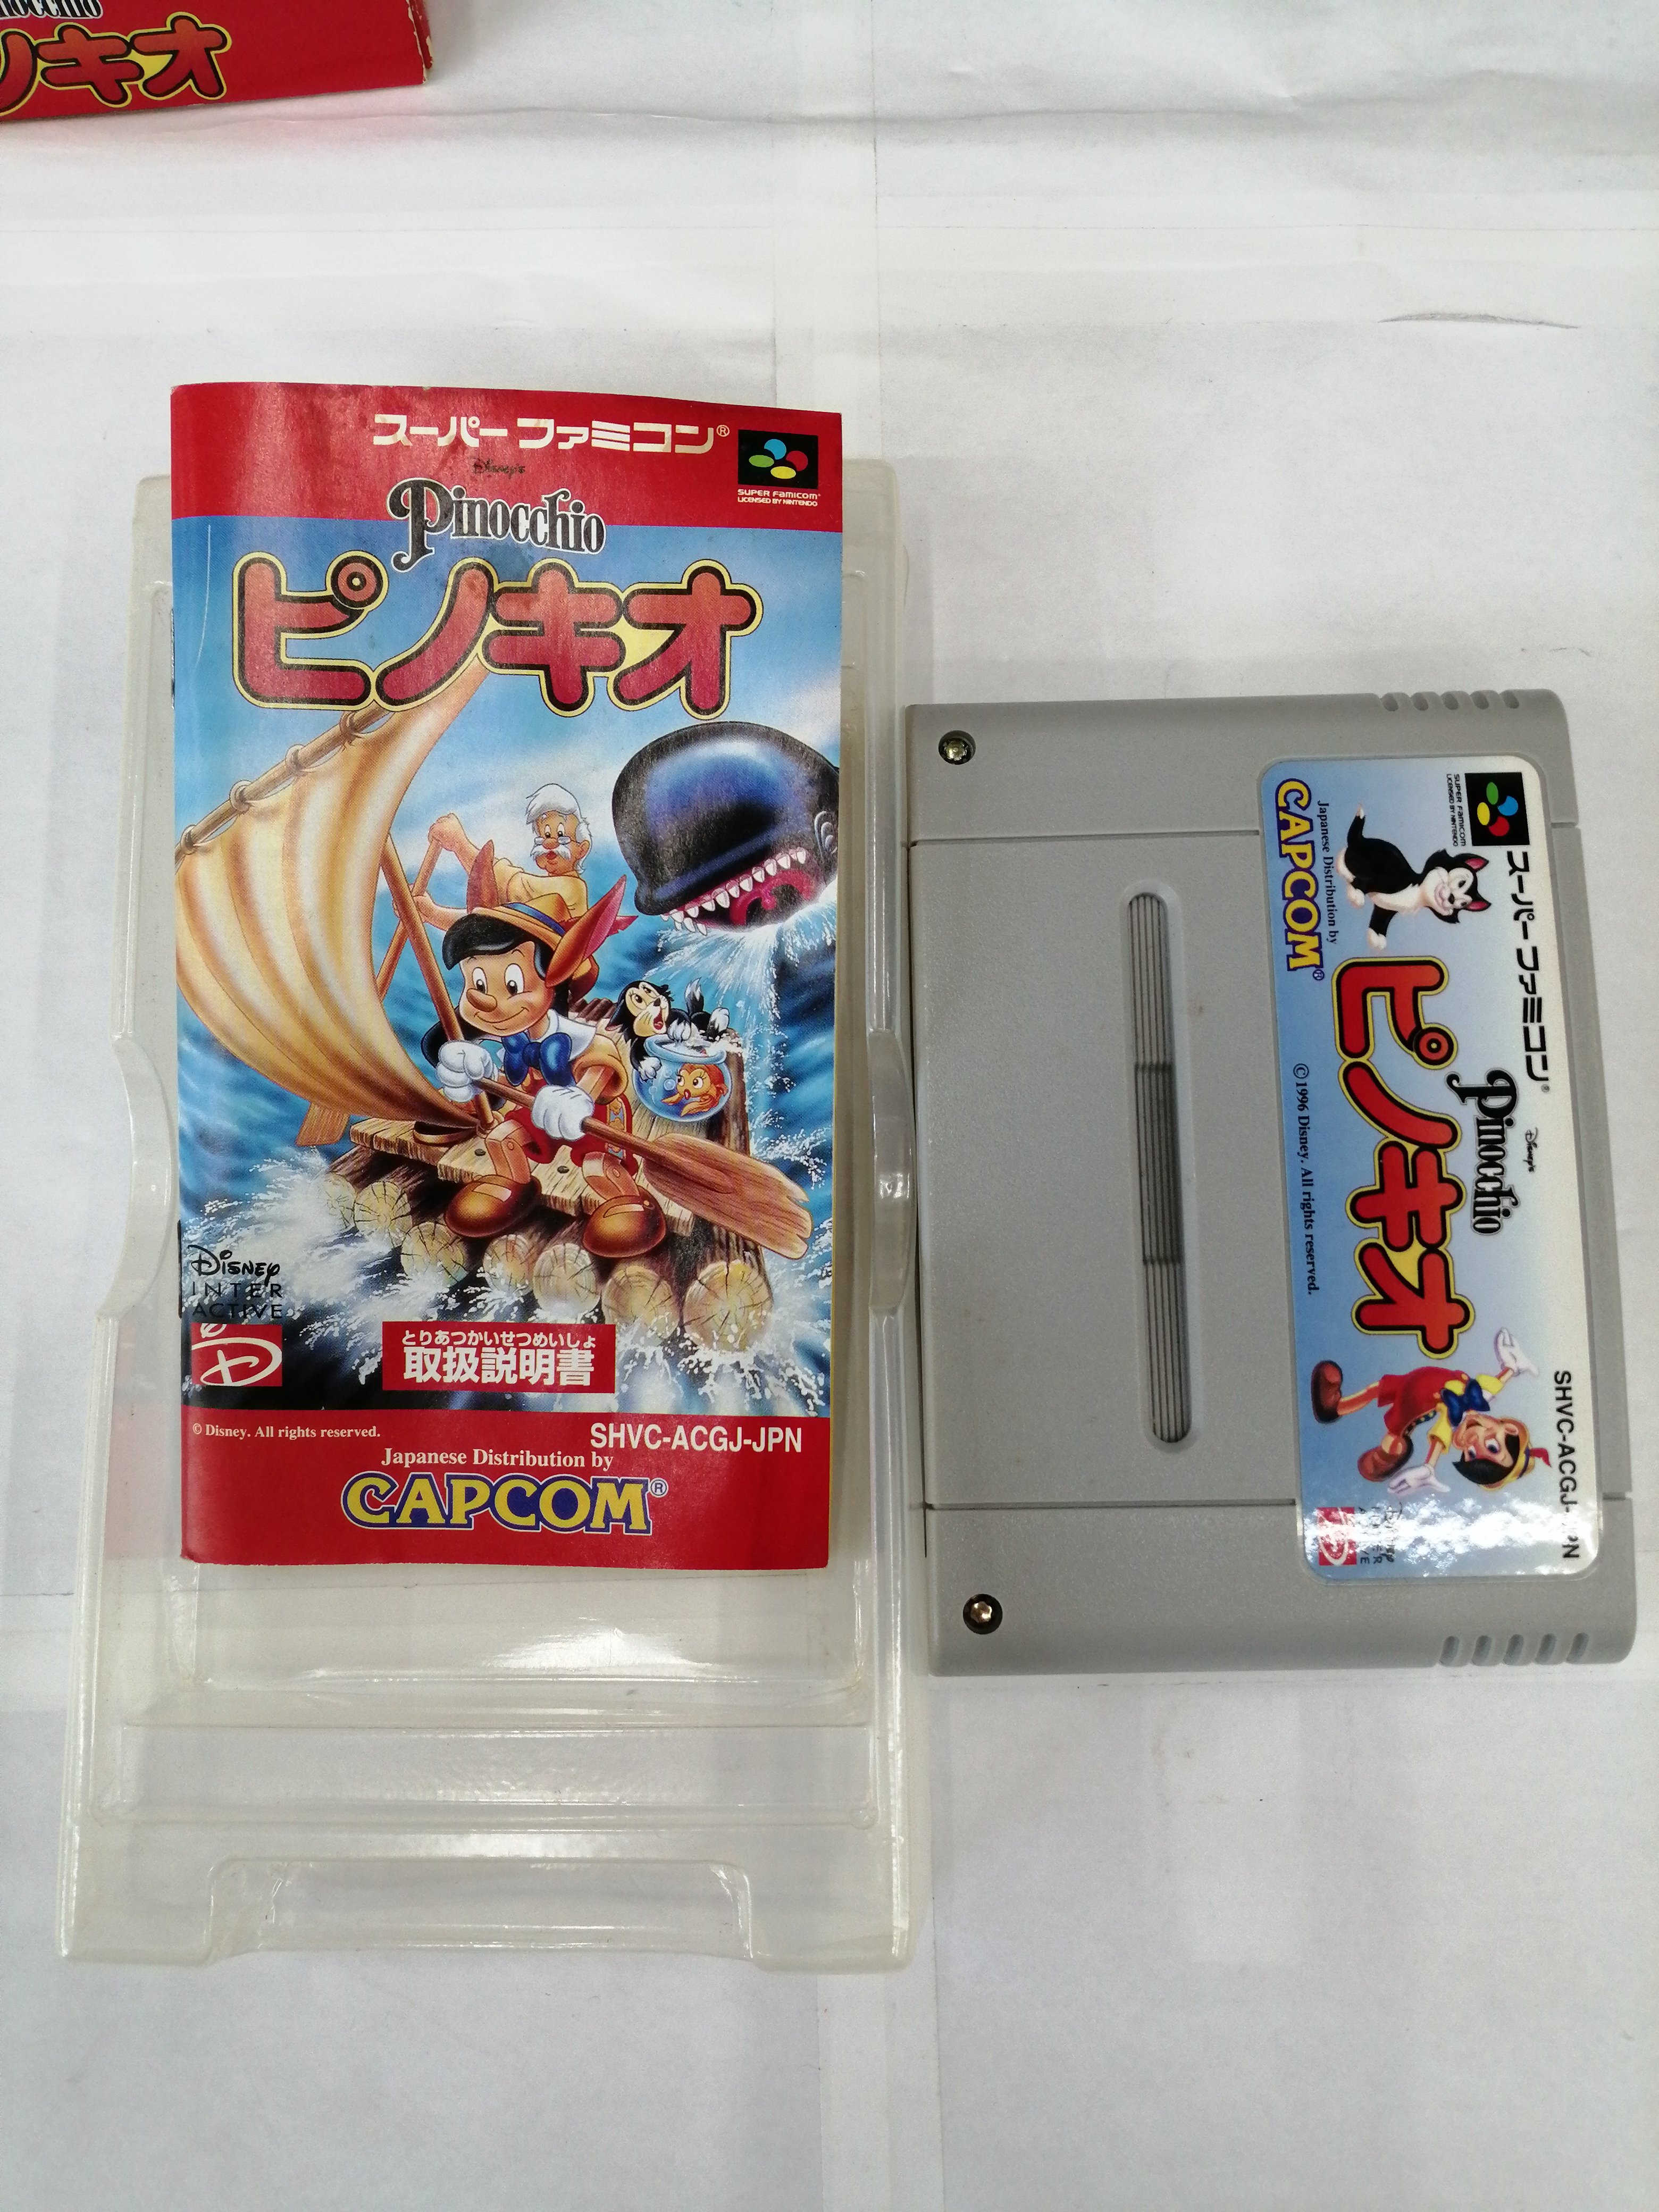 ピノキオ
スーパーファミコン®
Disney's
Pinocchio
SUPER FAMICOM®
LICENSED BY NINTENDO
ピノキオ
DISNEY
INTER
ACTIVE
とりあつかいせつめいしょ
取扱説明書
© Disney. All rights reserved.
SHVC-ACGJ-JPN
Japanese Distribution by
CAPCOM®
SUPER FAMICOM
LICENSED BY NINTENDO
スーパーファミコン®
SHVC-ACGJ-JPN
Disney's
Pinocchio
ピノキオ
Japanese Distribution by
CAPCOM®
©1996 Disney. All rights reserved.